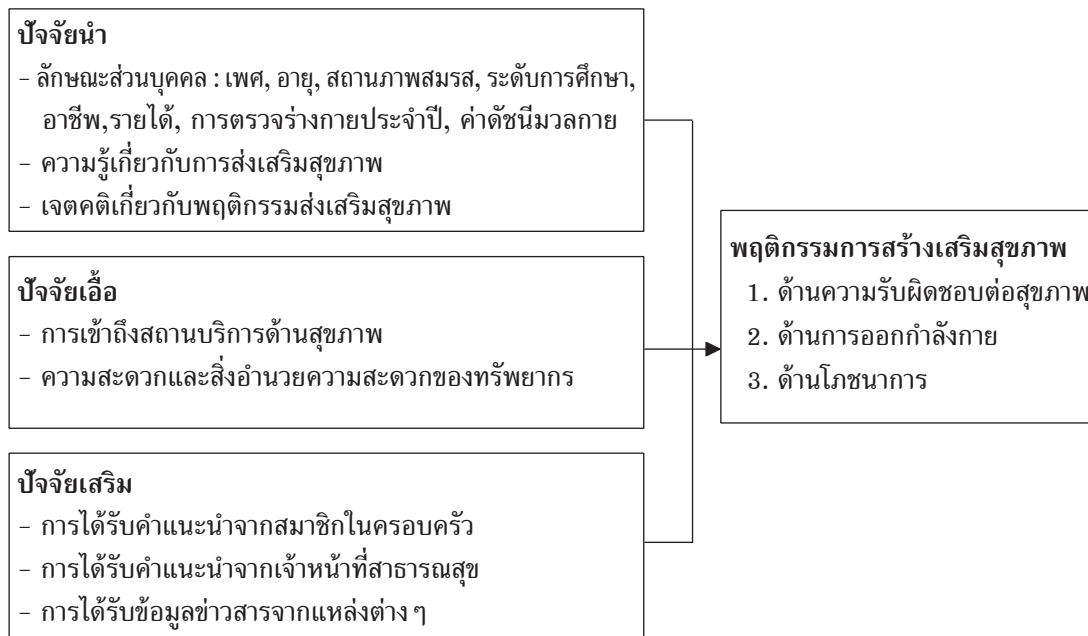 ปัจจัยนำ
- ลักษณะส่วนบุคคล : เพศ, อายุ, สถานภาพสมรส, ระดับการศึกษา,
อาชีพ,รายได้, การตรวจร่างกายประจำปี, ค่าดัชนีมวลกาย
- ความรู้เกี่ยวกับการส่งเสริมสุขภาพ
- เจตคติเกี่ยวกับพฤติกรรมส่งเสริมสุขภาพ
ปัจจัยเอื้อ
- การเข้าถึงสถานบริการด้านสุขภาพ
- ความสะดวกและสิ่งอำนวยความสะดวกของทรัพยากร
ปัจจัยเสริม
- การได้รับคำแนะนำจากสมาชิกในครอบครัว
- การได้รับคำแนะนำจากเจ้าหน้าที่สาธารณสุข
- การได้รับข้อมูลข่าวสารจากแหล่งต่าง ๆ
พฤติกรรมการสร้างเสริมสุขภาพ
1. ด้านความรับผิดชอบต่อสุขภาพ
2. ด้านการออกกำลังกาย
3. ด้านโภชนาการ